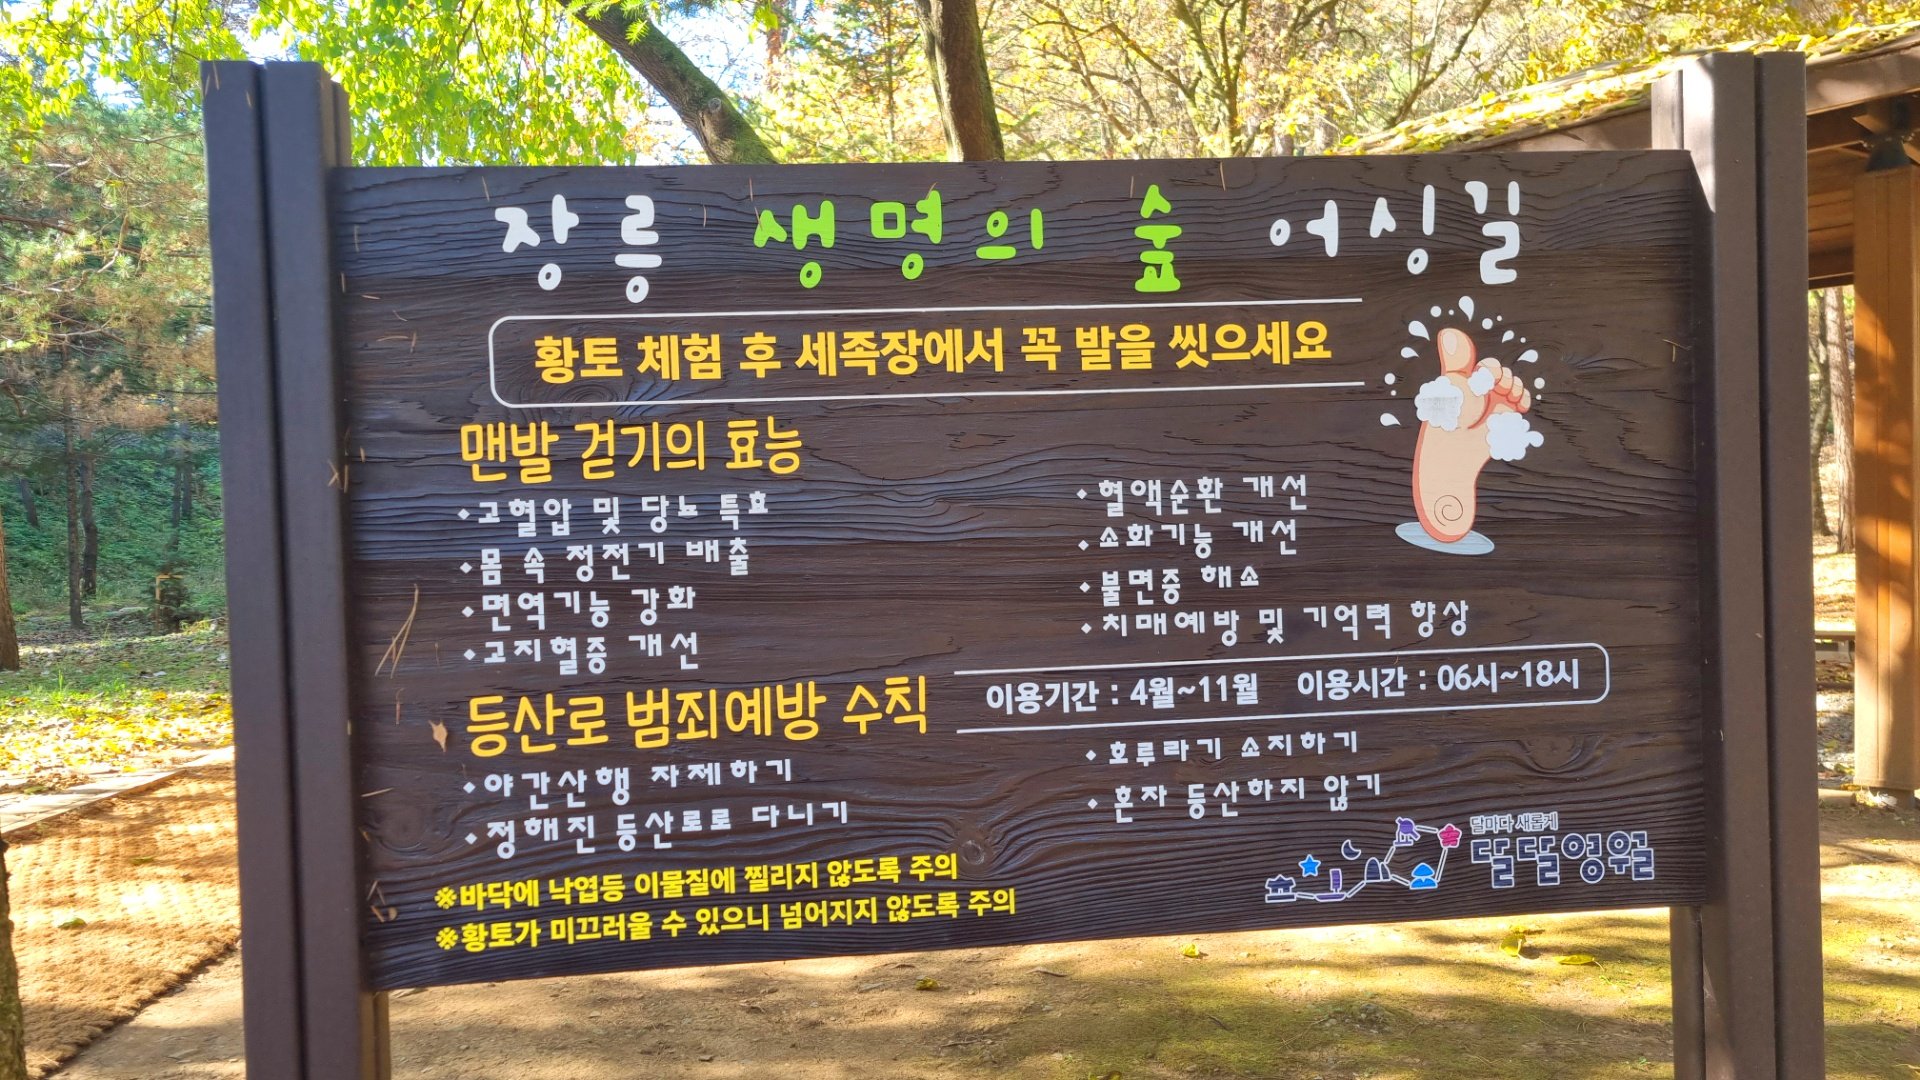 장릉 생명의 숲 어싱길
황토 체험 후 세족장에서 꼭 발을 씻으세요
맨발 걷기의 효능
·고혈압 및 당뇨 특효
·몸 속 정전기 배출
·면역기능 강화
·고지혈증 개선
·혈액순환 개선
·소화기능 개선
·불면증 해소
·치매예방 및 기억력 향상
이용기간 : 4월~11월 이용시간 : 06시~18시
등산로 범죄예방 수칙
·야간산행 자제하기
·정해진 등산로로 다니기
·호루라기 소지하기
·혼자 등산하지 않기
※바닥에 낙엽등 이물질에 찔리지 않도록 주의
※황토가 미끄러울 수 있으니 넘어지지 않도록 주의
달마다 새롭게
달달영월